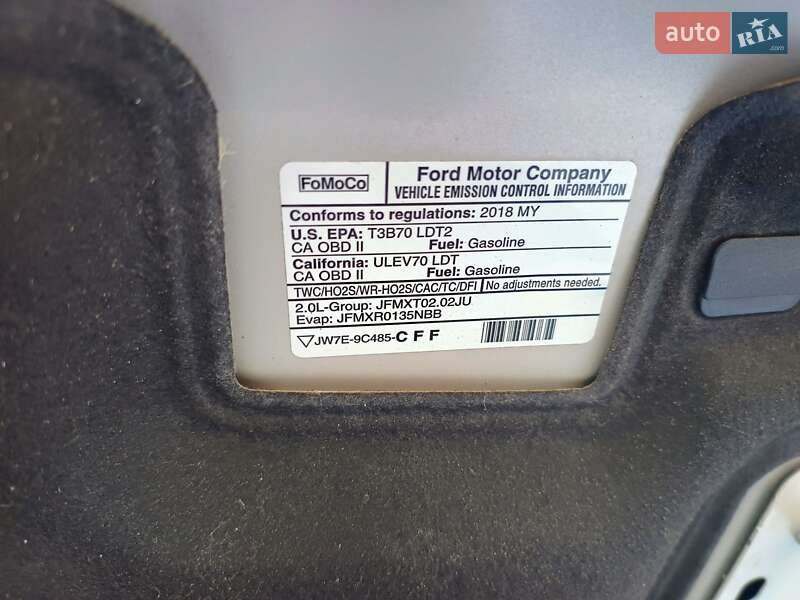 auto RIA
.com
FoMoCo
Ford Motor Company
VEHICLE EMISSION CONTROL INFORMATION
Conforms to regulations: 2018 MY
U.S. EPA: T3B70 LDT2
CA OBD II Fuel: Gasoline
California: ULEV70 LDT
CA OBD II Fuel: Gasoline
TWC/HO2S/WR-HO2S/CAC/TC/DFI No adjustments needed.
2.0L-Group: JFMXT02.02JU
Evap: JFMXR0135NBB
JW7E-9C485-CFF